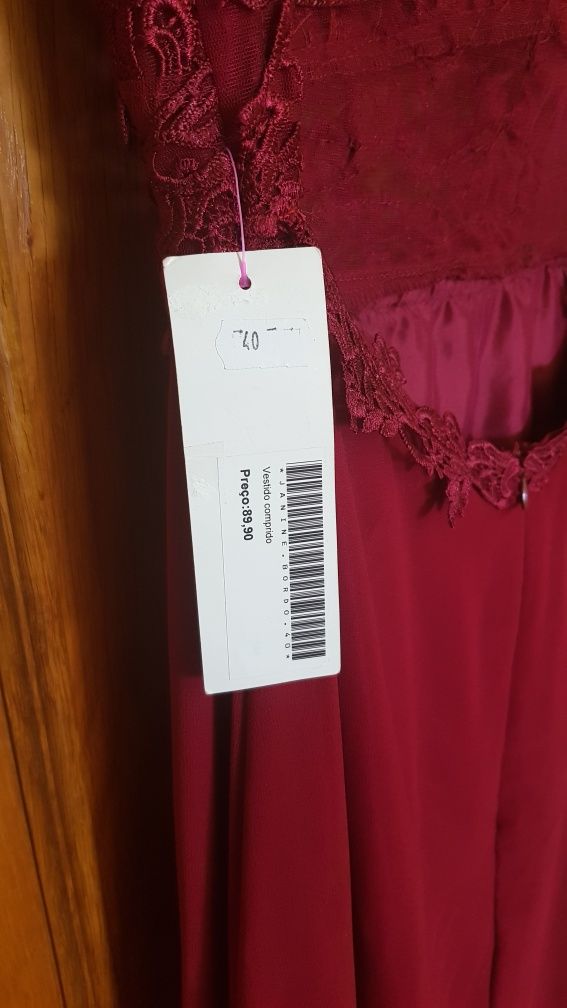 40
*JANINE-BORDO-40*
Vestido comprido
Preço:89,90